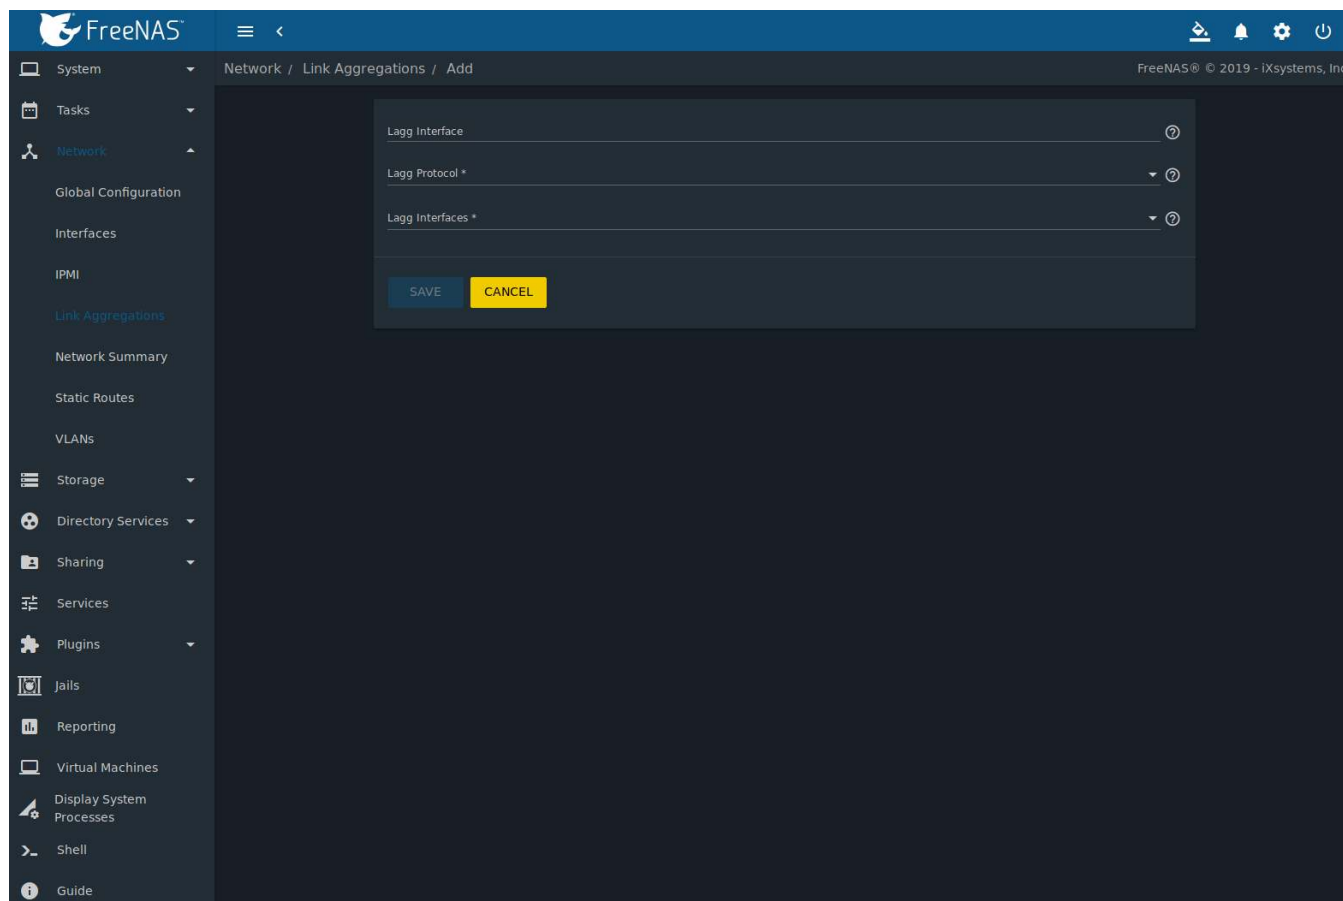 FreeNAS
System
Network / Link Aggregations / Add
FreeNAS® © 2019 - iXsystems, Inc
Tasks
Network
Global Configuration
Interfaces
IPMI
Link Aggregations
Network Summary
Static Routes
VLANs
Storage
Directory Services
Sharing
Services
Plugins
Jails
Reporting
Virtual Machines
Display System
Processes
Shell
Guide
Lagg Interface
Lagg Protocol *
Lagg Interfaces *
SAVE
CANCEL